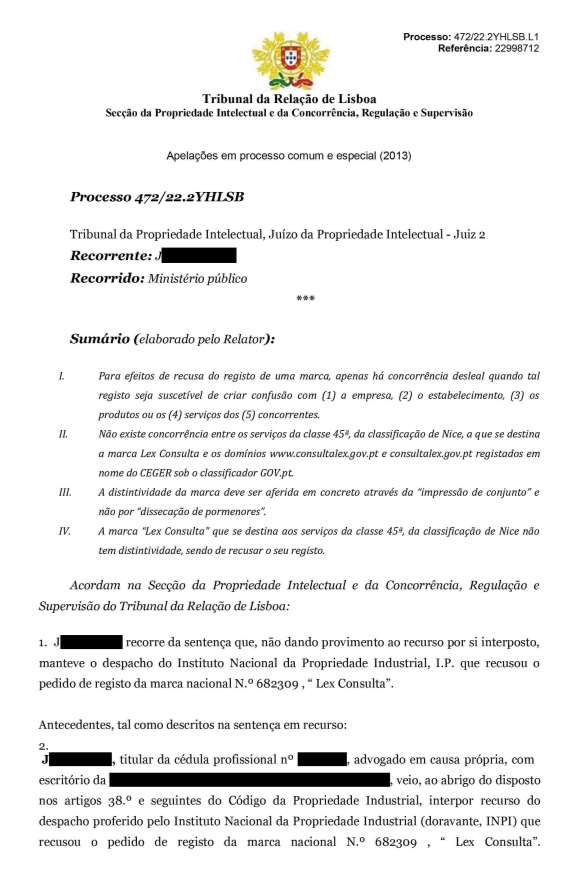 Processo: 472/22.2YHLSB.L1
Referência: 22998712
Tribunal da Relação de Lisboa
Secção da Propriedade Intelectual e da Concorrência, Regulação e Supervisão
Apelações em processo comum e especial (2013)
Processo 472/22.2YHLSB
Tribunal da Propriedade Intelectual, Juízo da Propriedade Intelectual - Juiz 2
Recorrente: J
Recorrido: Ministério público
***
Sumário (elaborado pelo Relator):
I. Para efeitos de recusa do registo de uma marca, apenas há concorrência desleal quando tal
registo seja suscetível de criar confusão com (1) a empresa, (2) o estabelecimento, (3) os
produtos ou os (4) serviços dos (5) concorrentes.
II. Não existe concorrência entre os serviços da classe 45ª, da classificação de Nice, a que se destina
a marca Lex Consulta e os domínios www.consultalex.gov.pt e consultalex.gov.pt registados em
nome do CEGER sob o classificador GOV.pt.
III. A distintividade da marca deve ser aferida em concreto através da “impressão de conjunto” e
não por “dissecação de pormenores”.
IV. A marca “Lex Consulta” que se destina aos serviços da classe 45ª, da classificação de Nice não
tem distintividade, sendo de recusar o seu registo.
Acordam na Secção da Propriedade Intelectual e da Concorrência, Regulação e
Supervisão do Tribunal da Relação de Lisboa:
1. J recorre da sentença que, não dando provimento ao recurso por si interposto,
manteve o despacho do Instituto Nacional da Propriedade Industrial, I.P. que recusou o
pedido de registo da marca nacional N.º 682309 , “ Lex Consulta”.
Antecedentes, tal como descritos na sentença em recurso:
2.
J, titular da cédula profissional nº , advogado em causa própria, com
escritório da , veio, ao abrigo do disposto
nos artigos 38.º e seguintes do Código da Propriedade Industrial, interpor recurso do
despacho proferido pelo Instituto Nacional da Propriedade Industrial (doravante, INPI) que
recusou o pedido de registo da marca nacional N.º 682309 , “ Lex Consulta”.